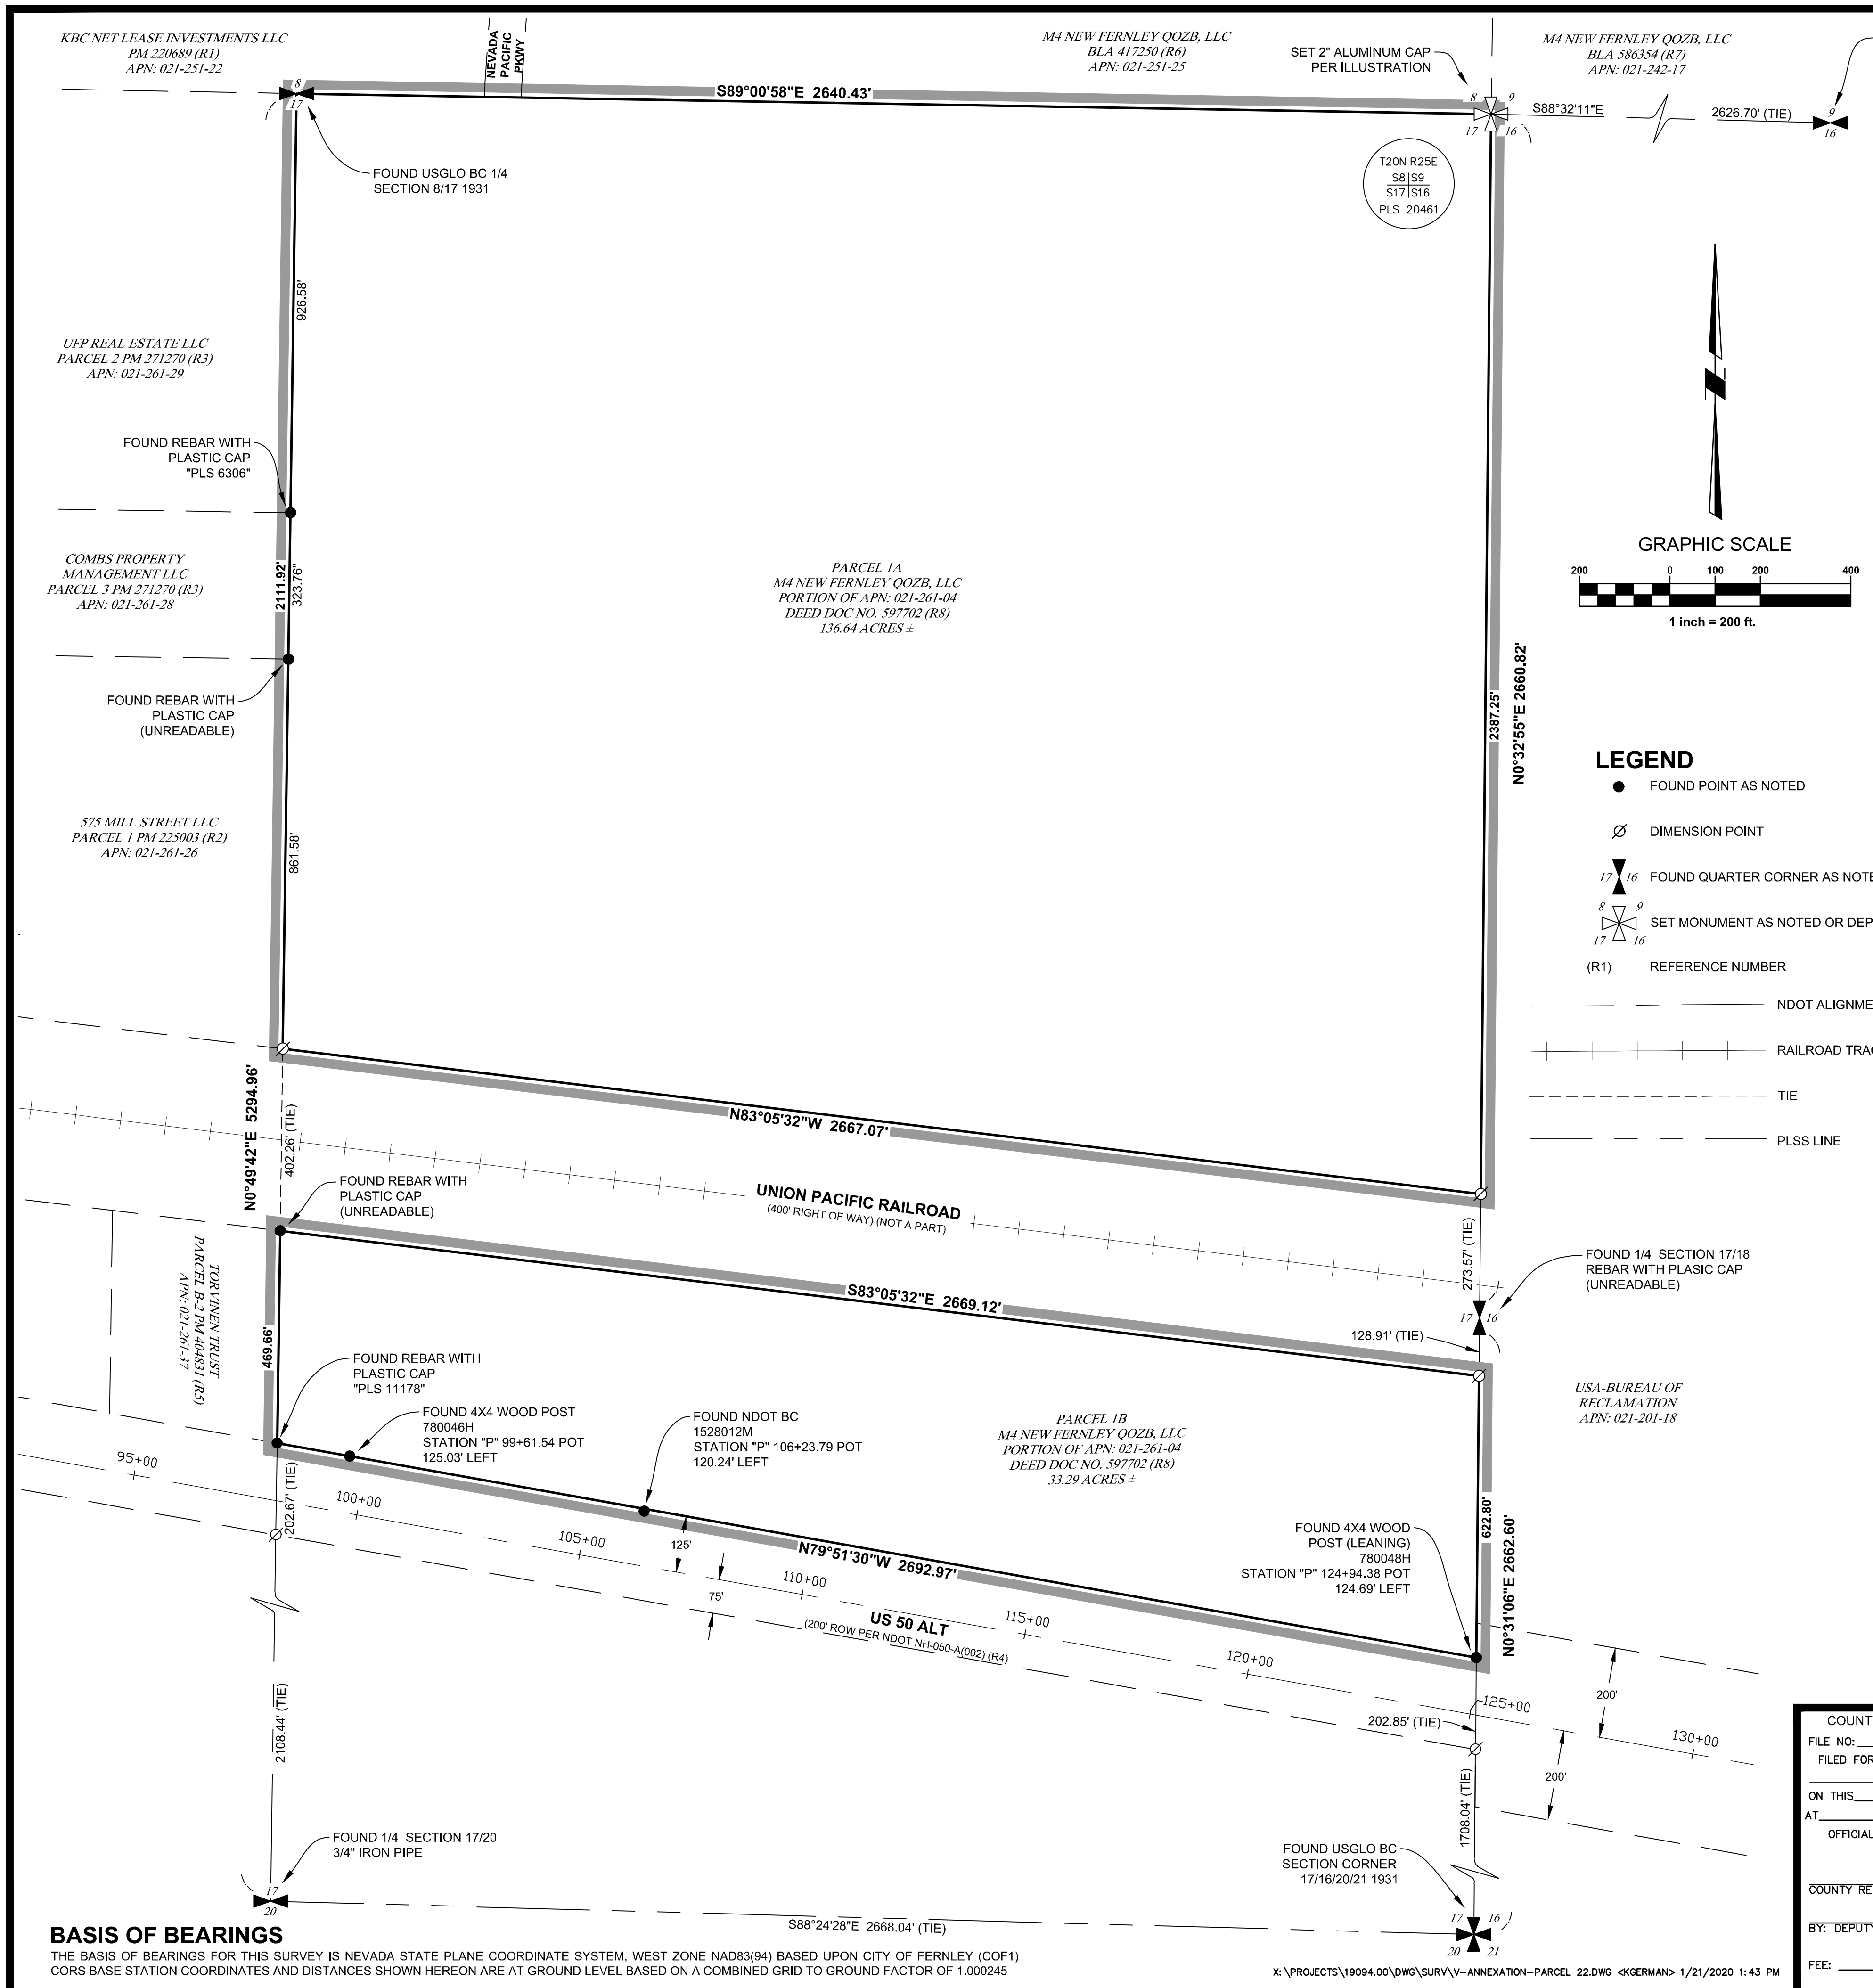 KBC NET LEASE INVESTMENTS LLC
PM 220689 (R1)
APN: 021-251-22
NEVADA
PACIFIC
PKWY
M4 NEW FERNLEY QOZB, LLC
BLA 417250 (R6)
APN: 021-251-25
SET 2" ALUMINUM CAP
PER ILLUSTRATION
M4 NEW FERNLEY QOZB, LLC
BLA 586354 (R7)
APN: 021-242-17
8
17
S89°00'58"E 2640.43'
8 9
17 16
S88°32'11"E
2626.70' (TIE)
9
16
FOUND USGLO BC 1/4
SECTION 8/17 1931
T20N R25E
S8|S9
S17|S16
PLS 20461
926.58'
UFP REAL ESTATE LLC
PARCEL 2 PM 271270 (R3)
APN: 021-261-29
FOUND REBAR WITH
PLASTIC CAP
"PLS 6306"
COMBS PROPERTY
MANAGEMENT LLC
PARCEL 3 PM 271270 (R3)
APN: 021-261-28
2111.92'
323.76"
PARCEL 1A
M4 NEW FERNLEY QOZB, LLC
PORTION OF APN: 021-261-04
DEED DOC NO. 597702 (R8)
136.64 ACRES ±
GRAPHIC SCALE
200 0 100 200 400
1 inch = 200 ft.
FOUND REBAR WITH
PLASTIC CAP
(UNREADABLE)
2387.25'
N0°32'55"E 2660.82'
575 MILL STREET LLC
PARCEL 1 PM 225003 (R2)
APN: 021-261-26
861.58'
LEGEND
FOUND POINT AS NOTED
DIMENSION POINT
17 16 FOUND QUARTER CORNER AS NOTE
8 9
SET MONUMENT AS NOTED OR DEP
17 16
(R1) REFERENCE NUMBER
NDOT ALIGNME
RAILROAD TRA
TIE
PLSS LINE
N0°49'42"E 5294.96'
402.26' (TIE)
N83°05'32"W 2667.07'
UNION PACIFIC RAILROAD
(400' RIGHT OF WAY) (NOT A PART)
FOUND REBAR WITH
PLASTIC CAP
(UNREADABLE)
273.57' (TIE)
FOUND 1/4 SECTION 17/18
REBAR WITH PLASIC CAP
(UNREADABLE)
17 16
128.91' (TIE)
S83°05'32"E 2669.12'
TORVINEN TRUST
PARCEL B-2 PM 404831 (R5)
APN: 021-261-37
469.66'
FOUND REBAR WITH
PLASTIC CAP
"PLS 11178"
FOUND 4X4 WOOD POST
780046H
STATION "P" 99+61.54 POT
125.03' LEFT
FOUND NDOT BC
1528012M
STATION "P" 106+23.79 POT
120.24' LEFT
PARCEL 1B
M4 NEW FERNLEY QOZB, LLC
PORTION OF APN: 021-261-04
DEED DOC NO. 597702 (R8)
33.29 ACRES ±
USA-BUREAU OF
RECLAMATION
APN: 021-201-18
95+00
202.67' (TIE)
100+00
105+00
125'
N79°51'30"W 2692.97'
FOUND 4X4 WOOD
POST (LEANING)
780048H
STATION "P" 124+94.38 POT
124.69' LEFT
622.80'
N0°31'06"E 2662.60'
110+00
75'
US 50 ALT
(200' ROW PER NDOT NH-050-A(002) (R4)
115+00
120+00
125+00
202.85' (TIE)
200'
130+00
200'
2108.44' (TIE)
1708.04' (TIE)
FOUND 1/4 SECTION 17/20
3/4" IRON PIPE
FOUND USGLO BC
SECTION CORNER
17/16/20/21 1931
17
20
S88°24'28"E 2668.04' (TIE)
17 16
20 21
COUNT
FILE NO:
FILED FOR
ON THIS
AT
OFFICIAL
COUNTY RE
BY: DEPUTY
FEE:
BASIS OF BEARINGS
THE BASIS OF BEARINGS FOR THIS SURVEY IS NEVADA STATE PLANE COORDINATE SYSTEM, WEST ZONE NAD83(94) BASED UPON CITY OF FERNLEY (COF1)
CORS BASE STATION COORDINATES AND DISTANCES SHOWN HEREON ARE AT GROUND LEVEL BASED ON A COMBINED GRID TO GROUND FACTOR OF 1.000245
X:\PROJECTS\19094.00\DWG\SURV\V-ANNEXATION-PARCEL 22.DWG <KGERMAN> 1/21/2020 1:43 PM